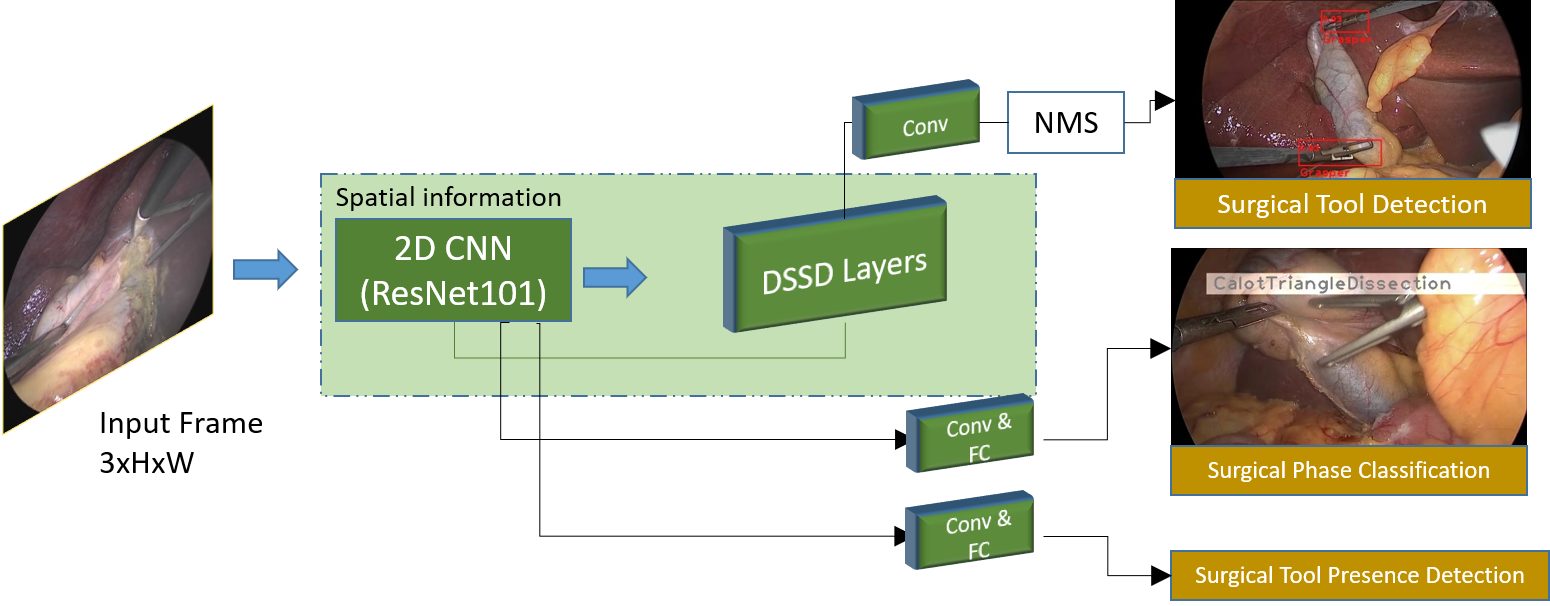 Conv
NMS
Grasper
Grasper
Surgical Tool Detection
Spatial information
2D CNN
(ResNet101)
DSSD Layers
CalotTriangleDissection
Input Frame
3xHxW
Conv &
FC
Surgical Phase Classification
Conv &
FC
Surgical Tool Presence Detection